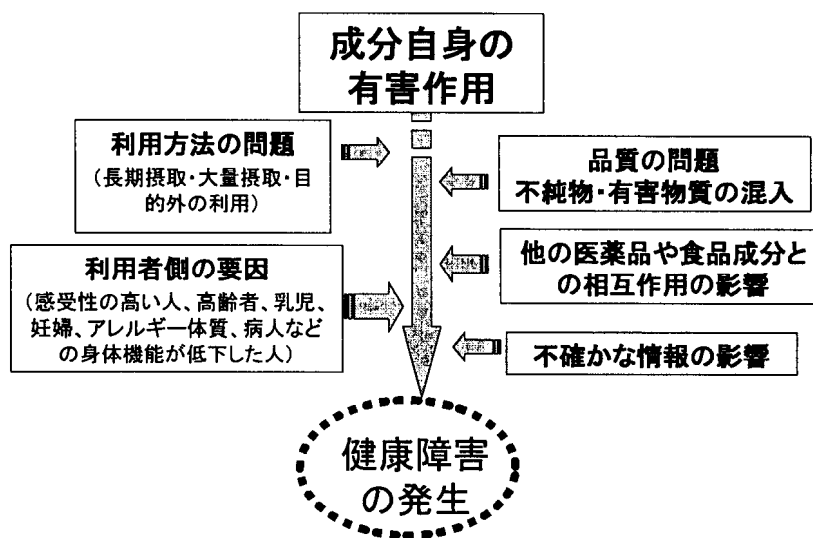 成分自身の
有害作用
利用方法の問題
（長期摂取・大量摂取・目
的外の利用）
品質の問題
不純物・有害物質の混入
利用者側の要因
（感受性の高い人、高齢者、乳児、
妊婦、アレルギー体質、病人など
の身体機能が低下した人）
他の医薬品や食品成分と
の相互作用の影響
不確かな情報の影響
健康障害
の発生